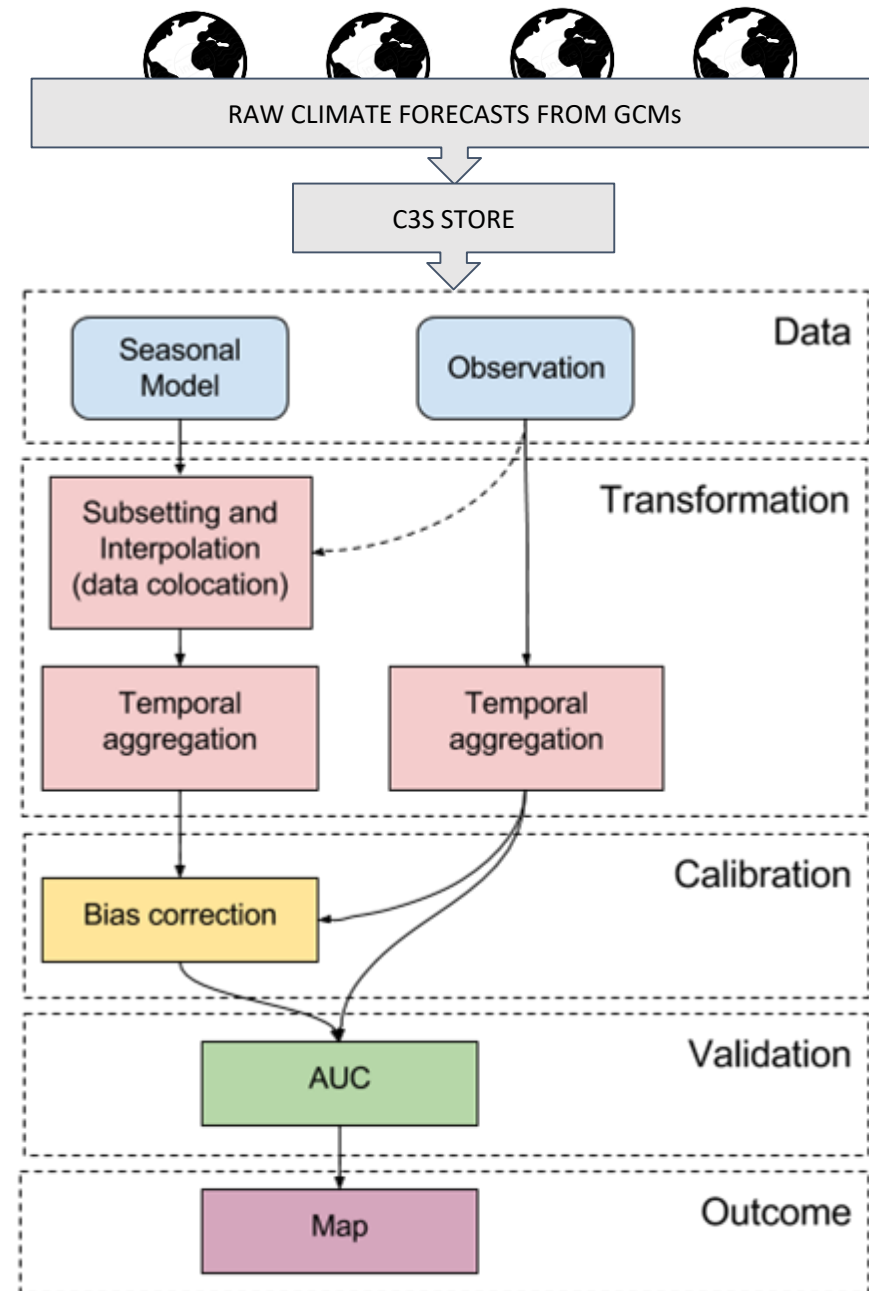 RAW CLIMATE FORECASTS FROM GCMs
C3S STORE
Data
Seasonal
Model
Observation
Transformation
Subsetting and
Interpolation
(data colocation)
Temporal
aggregation
Temporal
aggregation
Calibration
Bias correction
Validation
AUC
Outcome
Map